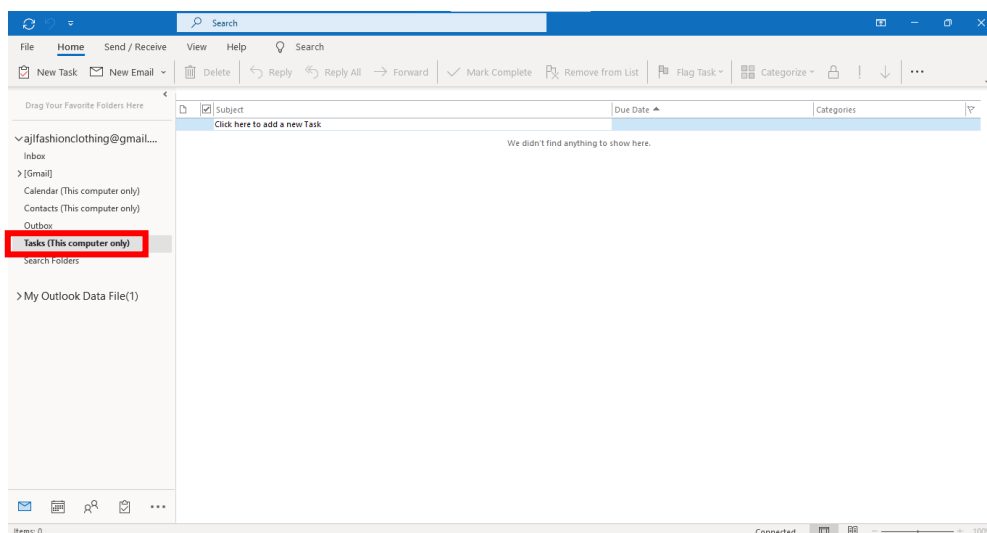 Search
File Home Send / Receive View Help Search
New Task New Email Delete Reply Reply All Forward Mark Complete Remove from List Flag Task Categorize
Drag Your Favorite Folders Here
Subject Due Date Categories
Click here to add a new Task
We didn't find anything to show here.
ajlfashionclothing@gmail....
Inbox
[Gmail]
Calendar (This computer only)
Contacts (This computer only)
Outbox
Tasks (This computer only)
Search Folders
My Outlook Data File(1)
Items: 0 Connected 100%